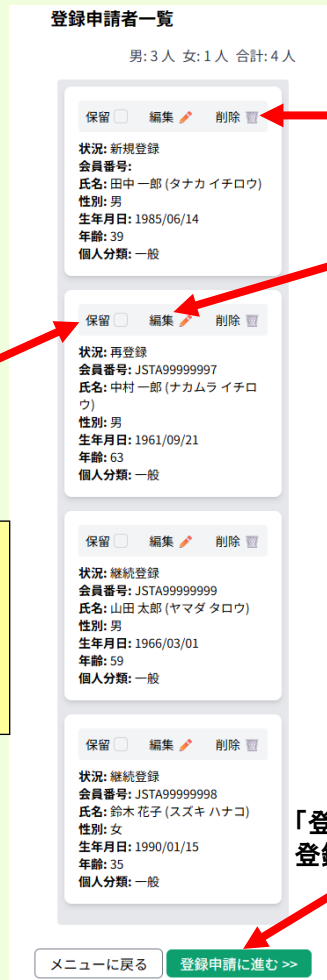 登録申請者一覧
男: 3 人 女: 1 人 合計: 4 人
保留 編集 削除
状況: 新規登録
会員番号:
氏名: 田中 一郎 (タナカ イチロウ)
性別: 男
生年月日: 1985/06/14
年齢: 39
個人分類: 一般
保留 編集 削除
状況: 再登録
会員番号: JSTA99999997
氏名: 中村 一郎 (ナカムラ イチロ
ウ)
性別: 男
生年月日: 1961/09/21
年齢: 63
個人分類: 一般
保留 編集 削除
状況: 継続登録
会員番号: JSTA99999999
氏名: 山田 太郎 (ヤマダ タロウ)
性別: 男
生年月日: 1966/03/01
年齢: 59
個人分類: 一般
保留 編集 削除
状況: 継続登録
会員番号: JSTA99999998
氏名: 鈴木 花子 (スズキ ハナコ)
性別: 女
生年月日: 1990/01/15
年齢: 35
個人分類: 一般
「登
登
メニューに戻る 登録申請に進む >>